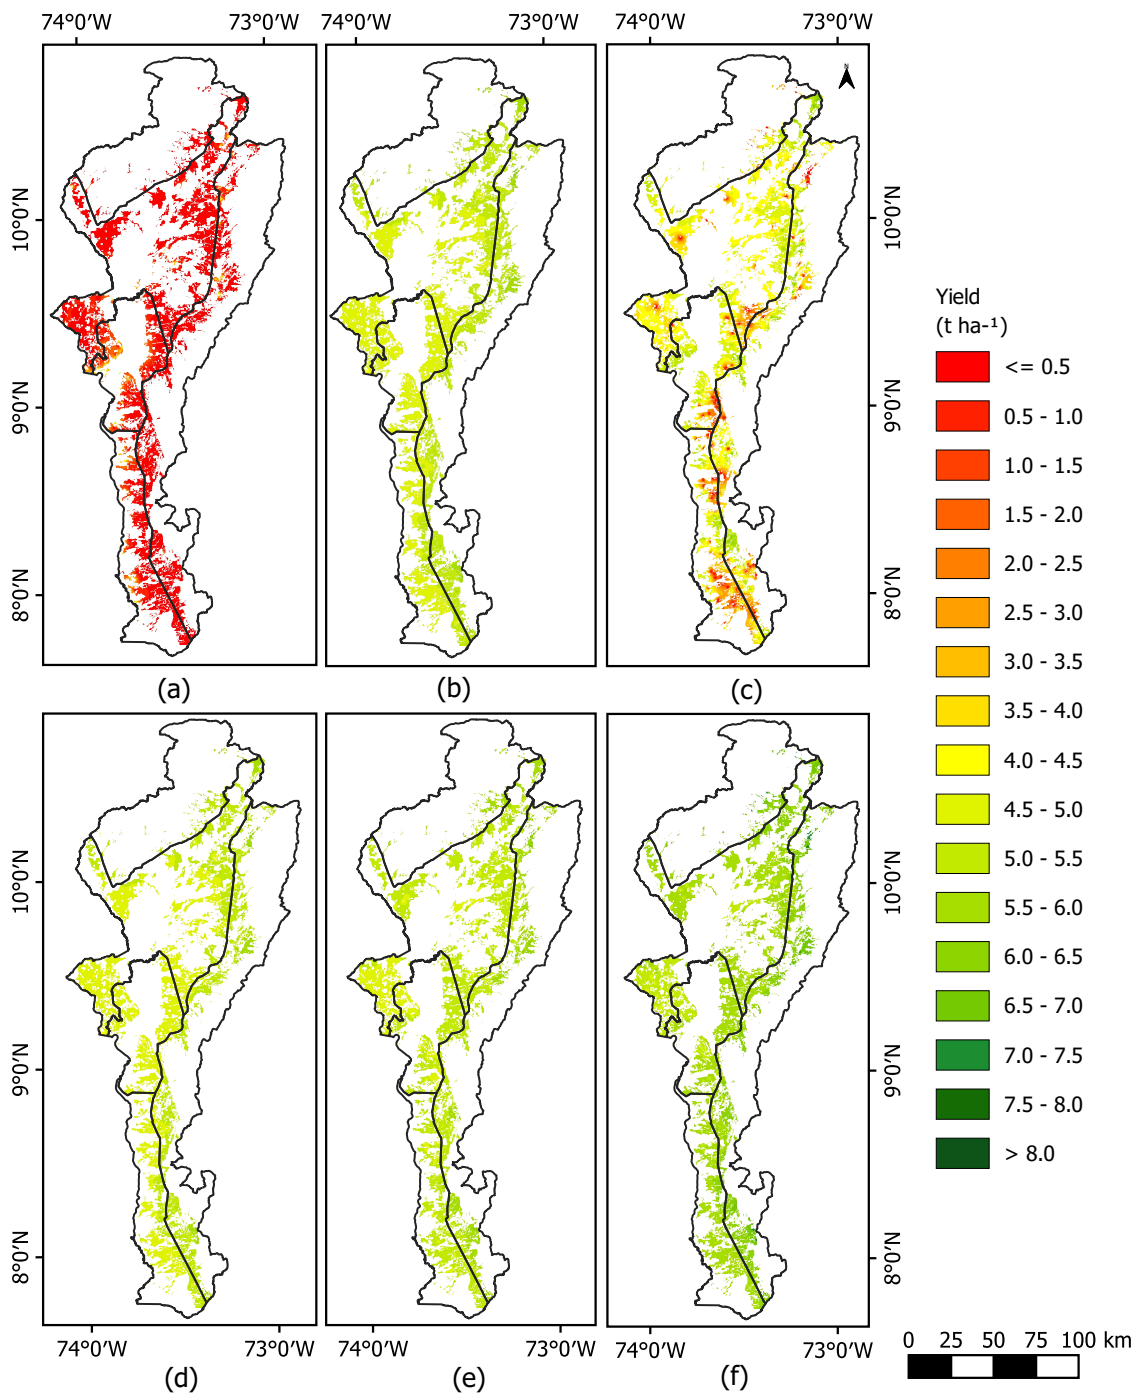 74°0'W 73°0'W 74°0'W 73°0'W 74°0'W 73°0'W
N
10°0'N 10°0'N
9°0'N 9°0'N
8°0'N 8°0'N
(a) (b) (c)
Yield
(t ha-¹)
<= 0.5
0.5 - 1.0
1.0 - 1.5
1.5 - 2.0
2.0 - 2.5
2.5 - 3.0
3.0 - 3.5
3.5 - 4.0
4.0 - 4.5
4.5 - 5.0
5.0 - 5.5
5.5 - 6.0
6.0 - 6.5
6.5 - 7.0
7.0 - 7.5
7.5 - 8.0
> 8.0
10°0'N 10°0'N
9°0'N 9°0'N
8°0'N 8°0'N
74°0'W 73°0'W 74°0'W 73°0'W 74°0'W 73°0'W
(d) (e) (f)
0 25 50 75 100 km